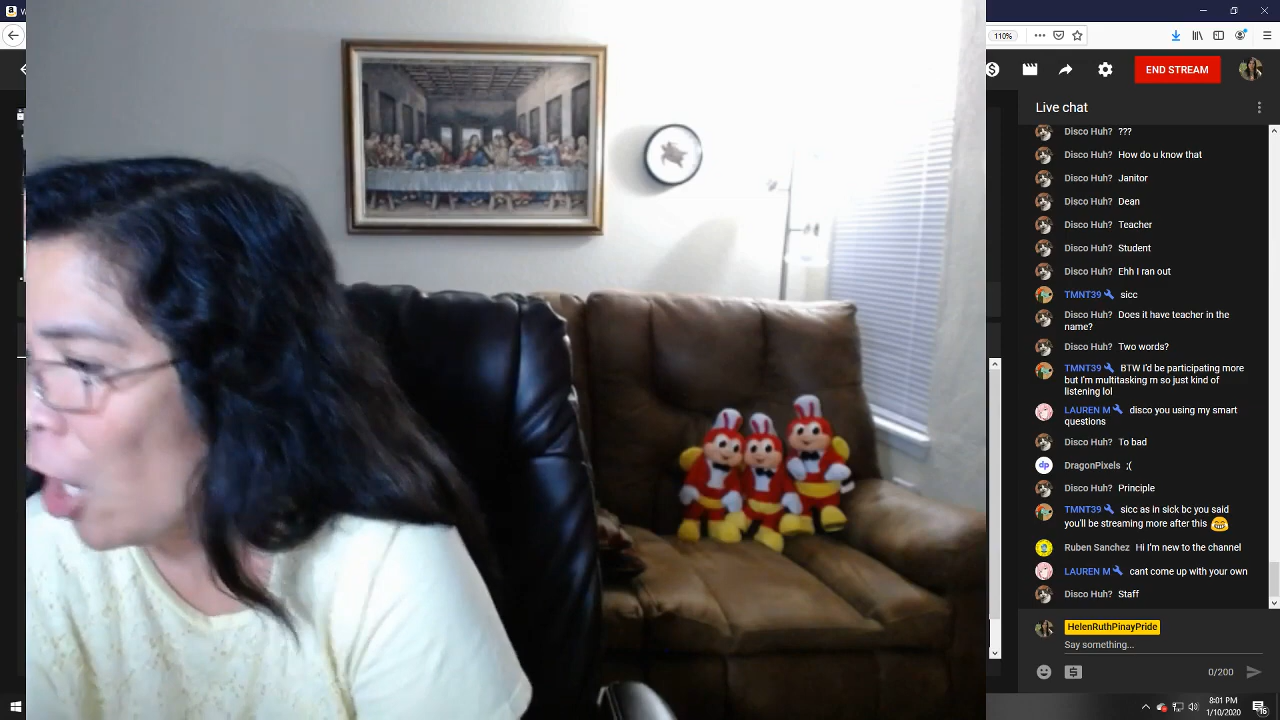 V
110%
END STREAM
Live chat
Disco Huh? ???
Disco Huh? How do u know that
Disco Huh? Janitor
Disco Huh? Dean
Disco Huh? Teacher
Disco Huh? Student
Disco Huh? Ehh I ran out
TMNT39 sicc
Disco Huh? Does it have teacher in the
name?
Disco Huh? Two words?
TMNT39 BTW I'd be participating more
but I'm multitasking m so just kind of
listening lol
LAUREN M disco you using my smart
questions
Disco Huh? To bad
dp DragonPixels ;(
Disco Huh? Principle
TMNT39 sicc as in sick bc you said
you'll be streaming more after this 😂
Ruben Sanchez Hi I'm new to the channel
LAUREN M cant come up with your own
Disco Huh? Staff
HelenRuthPinayPride
Say something...
0/200
8:01 PM
1/10/2020